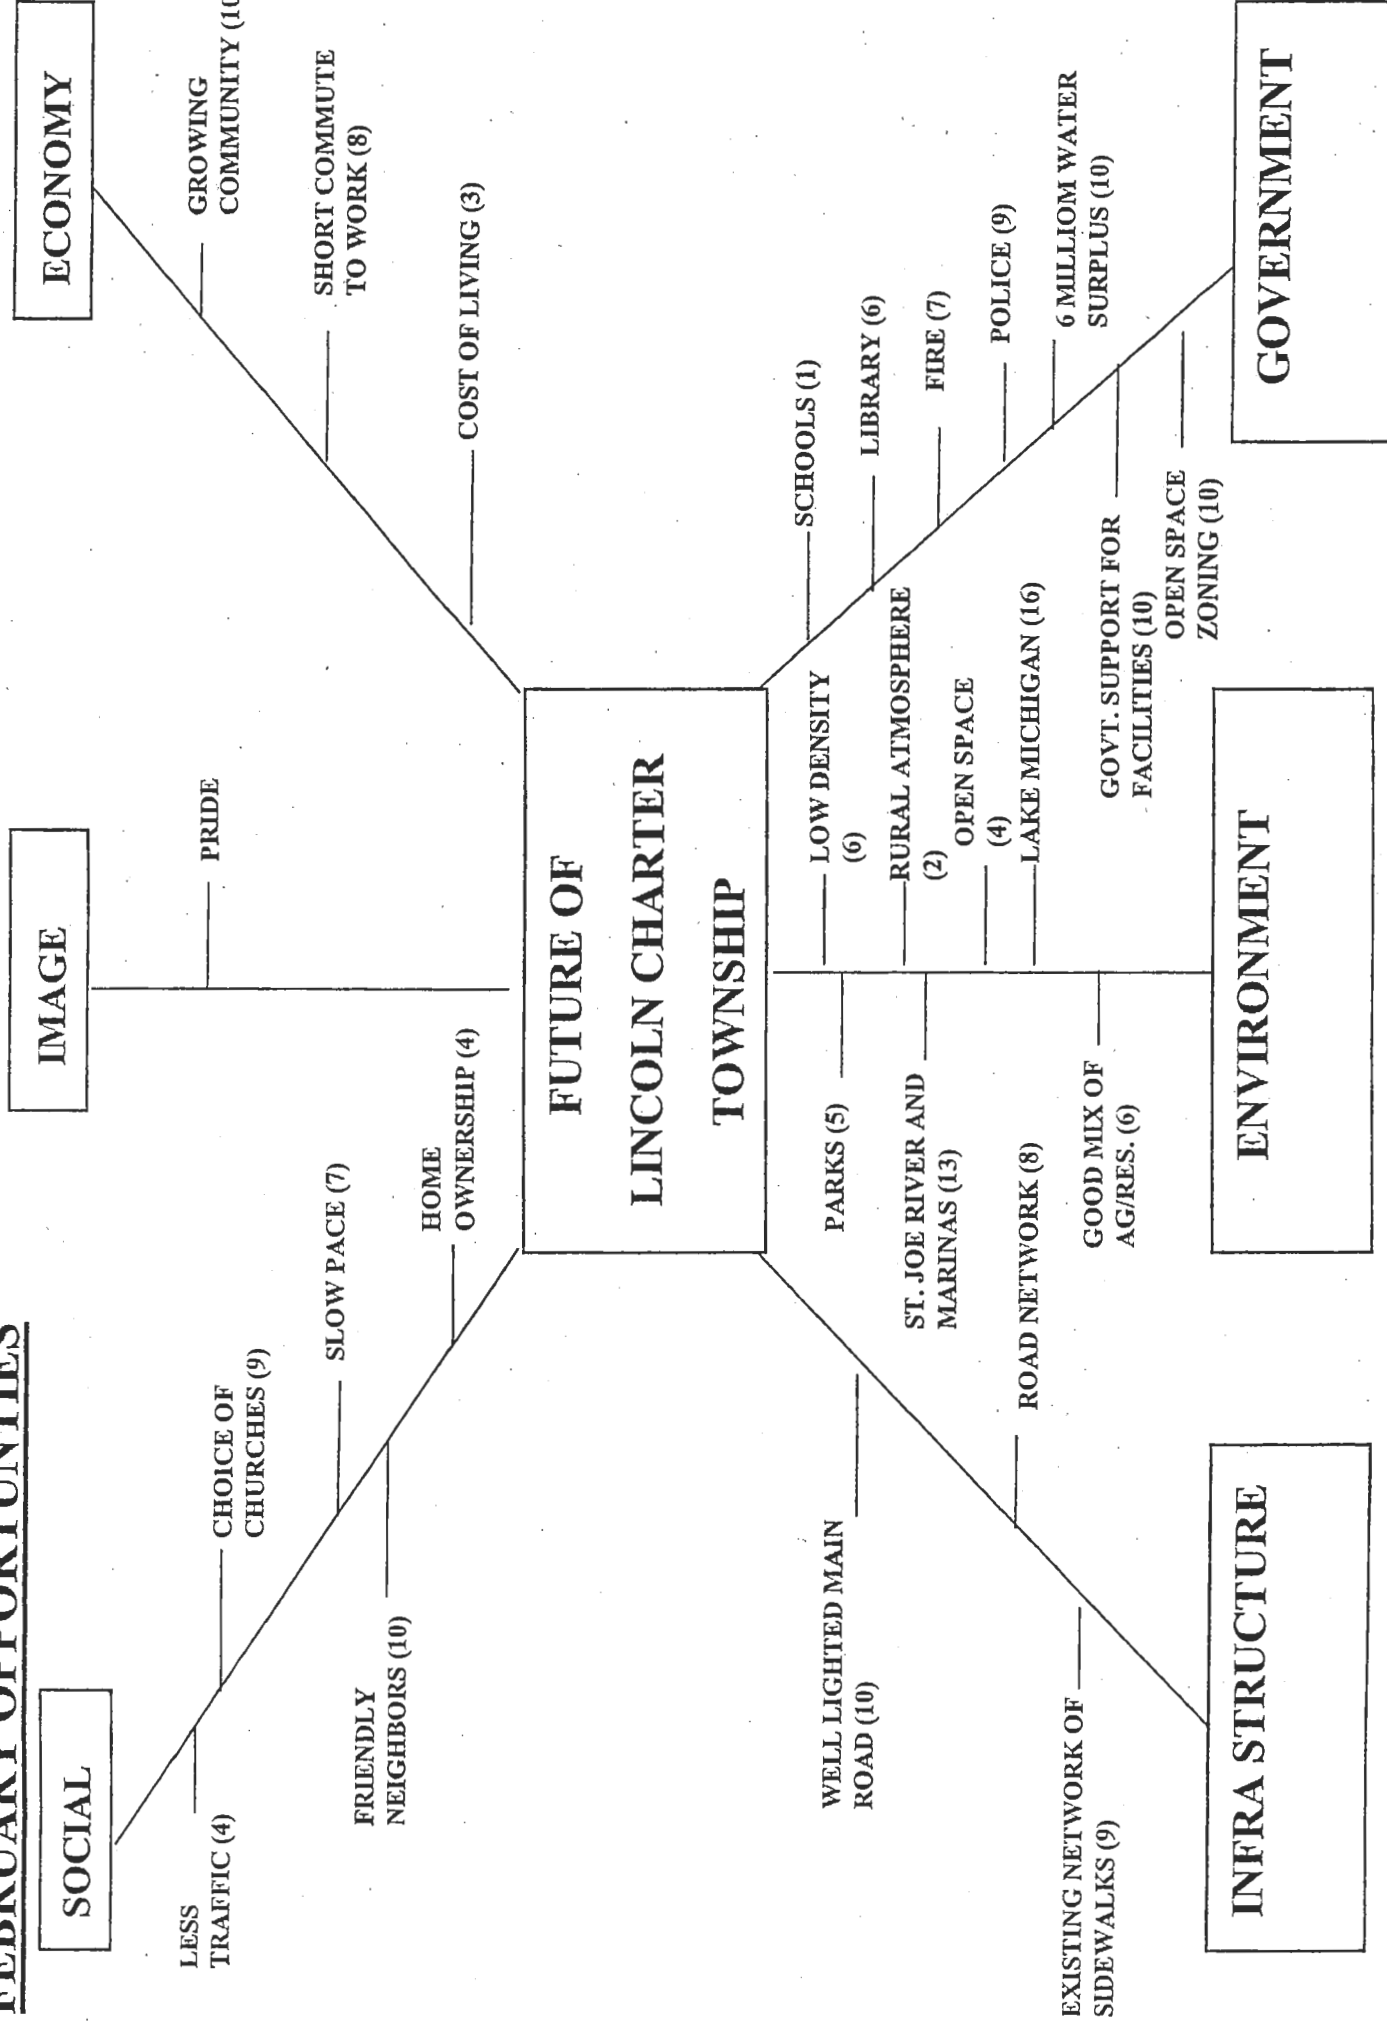 FEBRUARY OPPORTUNTIES
SOCIAL
IMAGE
ECONOMY
LESS
TRAFFIC (4)
CHOICE OF
CHURCHES (9)
SLOW PACE (7)
FRIENDLY
NEIGHBORS (10)
HOME
OWNERSHIP (4)
PRIDE
GROWING
COMMUNITY (10
SHORT COMMUTE
TO WORK (8)
COST OF LIVING (3)
FUTURE OF
LINCOLN CHARTER
TOWNSHIP
WELL LIGHTED MAIN
ROAD (10)
ROAD NETWORK (8)
EXISTING NETWORK OF
SIDEWALKS (9)
PARKS (5)
ST. JOE RIVER AND
MARINAS (13)
GOOD MIX OF
AG/RES. (6)
LOW DENSITY
(6)
RURAL ATMOSPHERE
(2)
OPEN SPACE
(4)
LAKE MICHIGAN (16)
SCHOOLS (1)
LIBRARY (6)
FIRE (7)
POLICE (9)
6 MILLIOM WATER
SURPLUS (10)
GOVT. SUPPORT FOR
FACILITIES (10)
OPEN SPACE
ZONING (10)
INFRA STRUCTURE
ENVIRONMENT
GOVERNMENT